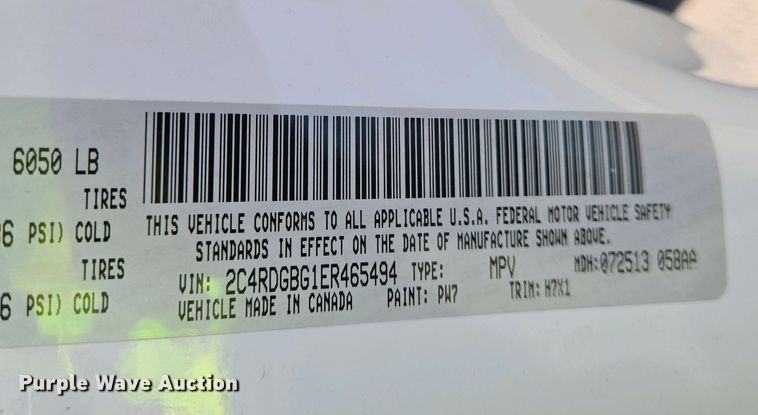 6050 LB
TIRES
6 PSI) COLD
TIRES
6 PSI) COLD
THIS VEHICLE CONFORMS TO ALL APPLICABLE U.S.A. FEDERAL MOTOR VEHICLE SAFETY
STANDARDS IN EFFECT ON THE DATE OF MANUFACTURE SHOWN ABOVE.
VIN: 2C4RDGBG1ER465494 TYPE: MPV MDH:072513 058AA
VEHICLE MADE IN CANADA PAINT: PW7 TRIM: H7X1
Purple Wave Auction